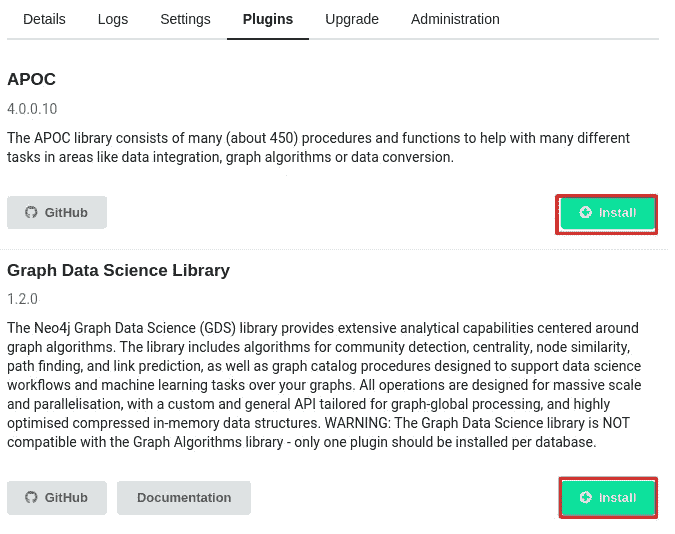 Details Logs Settings Plugins Upgrade Administration
APOC
4.0.0.10
The APOC library consists of many (about 450) procedures and functions to help with many different
tasks in areas like data integration, graph algorithms or data conversion.
GitHub Install
Graph Data Science Library
1.2.0
The Neo4j Graph Data Science (GDS) library provides extensive analytical capabilities centered around
graph algorithms. The library includes algorithms for community detection, centrality, node similarity,
path finding, and link prediction, as well as graph catalog procedures designed to support data science
workflows and machine learning tasks over your graphs. All operations are designed for massive scale
and parallelisation, with a custom and general API tailored for graph-global processing, and highly
optimised compressed in-memory data structures. WARNING: The Graph Data Science library is NOT
compatible with the Graph Algorithms library - only one plugin should be installed per database.
GitHub Documentation Install